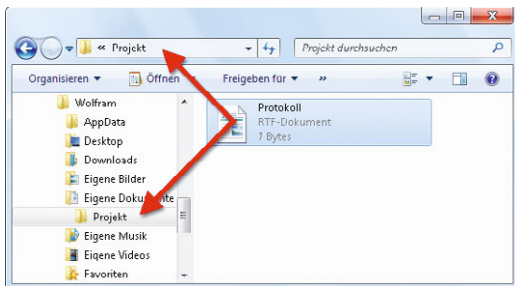 « Projekt
Projekt durchsuchen
Organisieren
Öffnen
Freigeben für
»
Wolfram
AppData
Desktop
Downloads
Eigene Bilder
Eigene Dokumente
Projekt
Eigene Musik
Eigene Videos
Favoriten
Protokoll
RTF-Dokument
7 Bytes